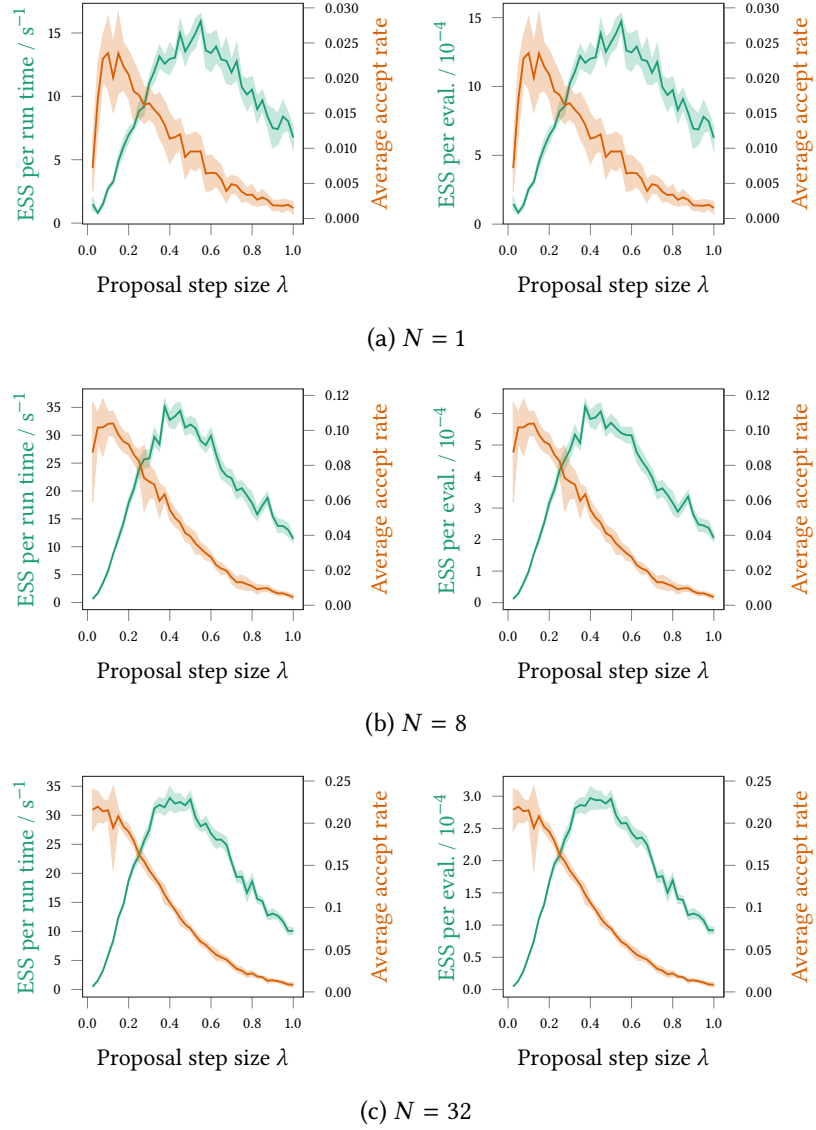 ESS per run time / s⁻¹
15
10
5
0
0.030
0.025
0.020
0.015
0.010
0.005
0.000
Average accept rate
0.0 0.2 0.4 0.6 0.8 1.0
Proposal step size λ
ESS per eval. / 10⁻⁴
15
10
5
0
0.030
0.025
0.020
0.015
0.010
0.005
0.000
Average accept rate
0.0 0.2 0.4 0.6 0.8 1.0
Proposal step size λ
(a) N = 1
ESS per run time / s⁻¹
35
30
25
20
15
10
5
0
0.12
0.10
0.08
0.06
0.04
0.02
0.00
Average accept rate
0.0 0.2 0.4 0.6 0.8 1.0
Proposal step size λ
ESS per eval. / 10⁻⁴
6
5
4
3
2
1
0
0.12
0.10
0.08
0.06
0.04
0.02
0.00
Average accept rate
0.0 0.2 0.4 0.6 0.8 1.0
Proposal step size λ
(b) N = 8
ESS per run time / s⁻¹
35
30
25
20
15
10
5
0
0.25
0.20
0.15
0.10
0.05
0.00
Average accept rate
0.0 0.2 0.4 0.6 0.8 1.0
Proposal step size λ
ESS per eval. / 10⁻⁴
3.0
2.5
2.0
1.5
1.0
0.5
0.0
0.25
0.20
0.15
0.10
0.05
0.00
Average accept rate
0.0 0.2 0.4 0.6 0.8 1.0
Proposal step size λ
(c) N = 32